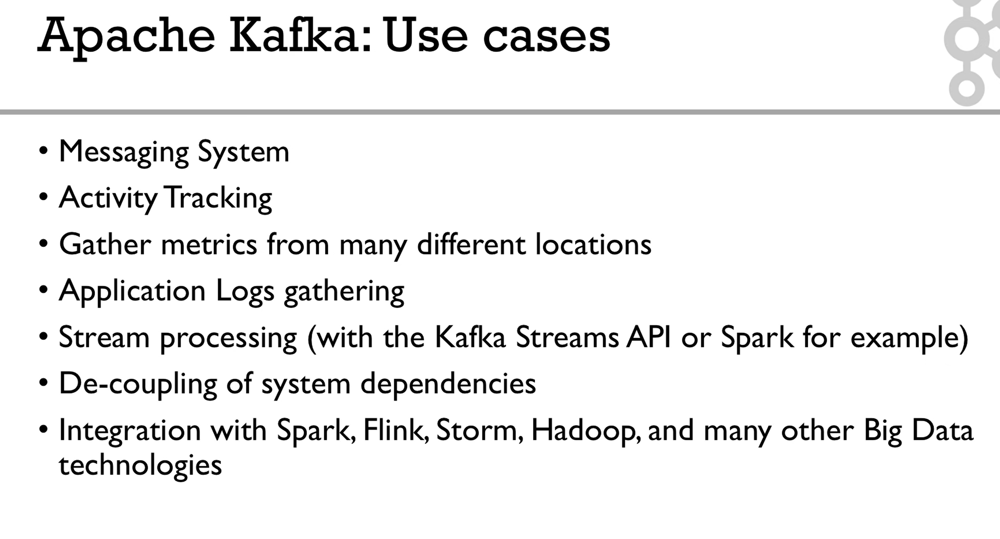 Apache Kafka: Use cases
• Messaging System
• Activity Tracking
• Gather metrics from many different locations
• Application Logs gathering
• Stream processing (with the Kafka Streams API or Spark for example)
• De-coupling of system dependencies
• Integration with Spark, Flink, Storm, Hadoop, and many other Big Data
technologies